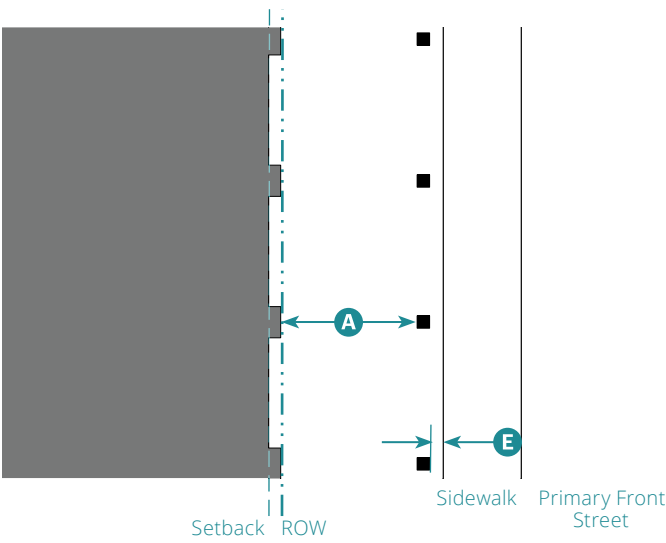 A
E
Sidewalk
Primary Front
Street
Setback
ROW